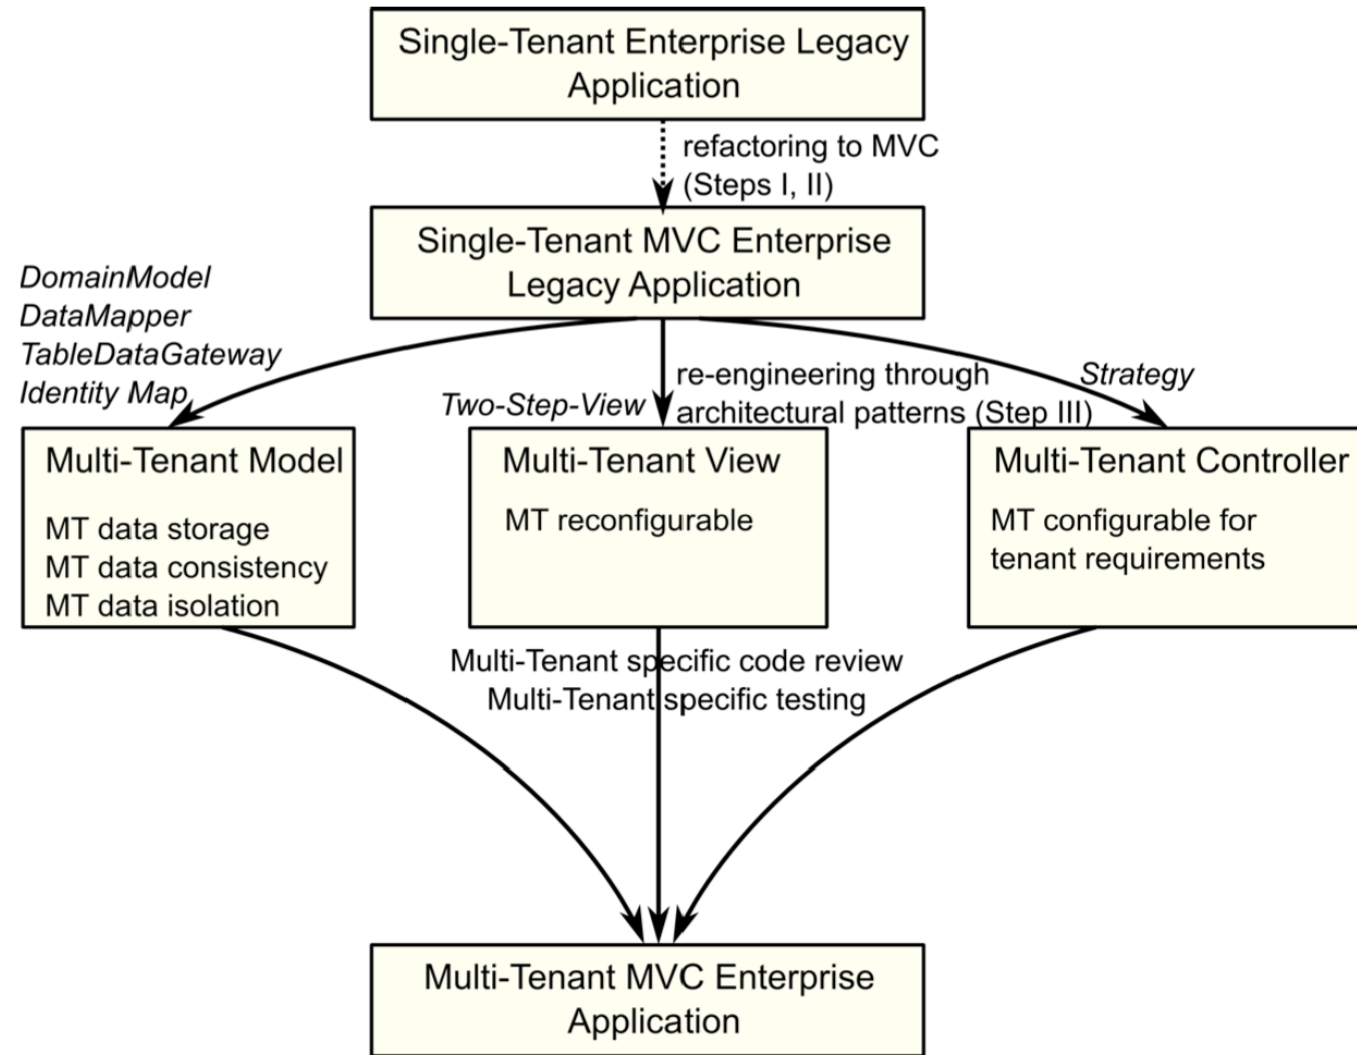 Single-Tenant Enterprise Legacy
Application
refactoring to MVC
(Steps I, II)
Single-Tenant MVC Enterprise
Legacy Application
DomainModel
DataMapper
TableDataGateway
Identity Map
Two-Step-View
re-engineering through
architectural patterns (Step III)
Strategy
Multi-Tenant Model
MT data storage
MT data consistency
MT data isolation
Multi-Tenant View
MT reconfigurable
Multi-Tenant Controller
MT configurable for
tenant requirements
Multi-Tenant specific code review
Multi-Tenant specific testing
Multi-Tenant MVC Enterprise
Application